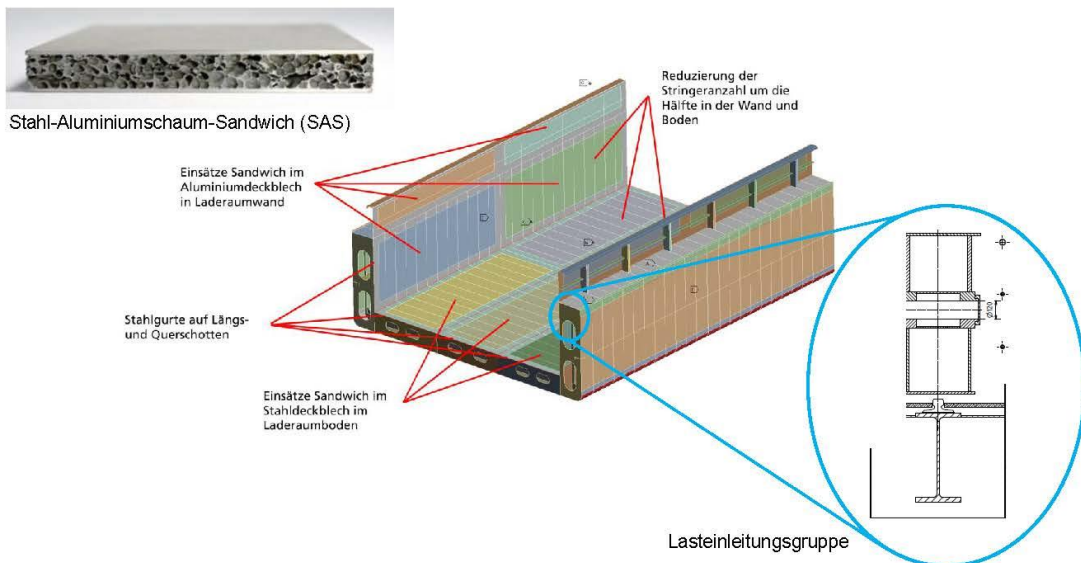 Stahl-Aluminiumschaum-Sandwich (SAS)
Reduzierung der
Stringeranzahl um die
Hälfte in der Wand und
Boden
Einsätze Sandwich im
Aluminiumdeckblech
in Laderaumwand
Stahlgurte auf Längs-
und Querschotten
Einsätze Sandwich im
Stahldeckblech im
Laderaumboden
Ø120
Lasteinleitungsgruppe